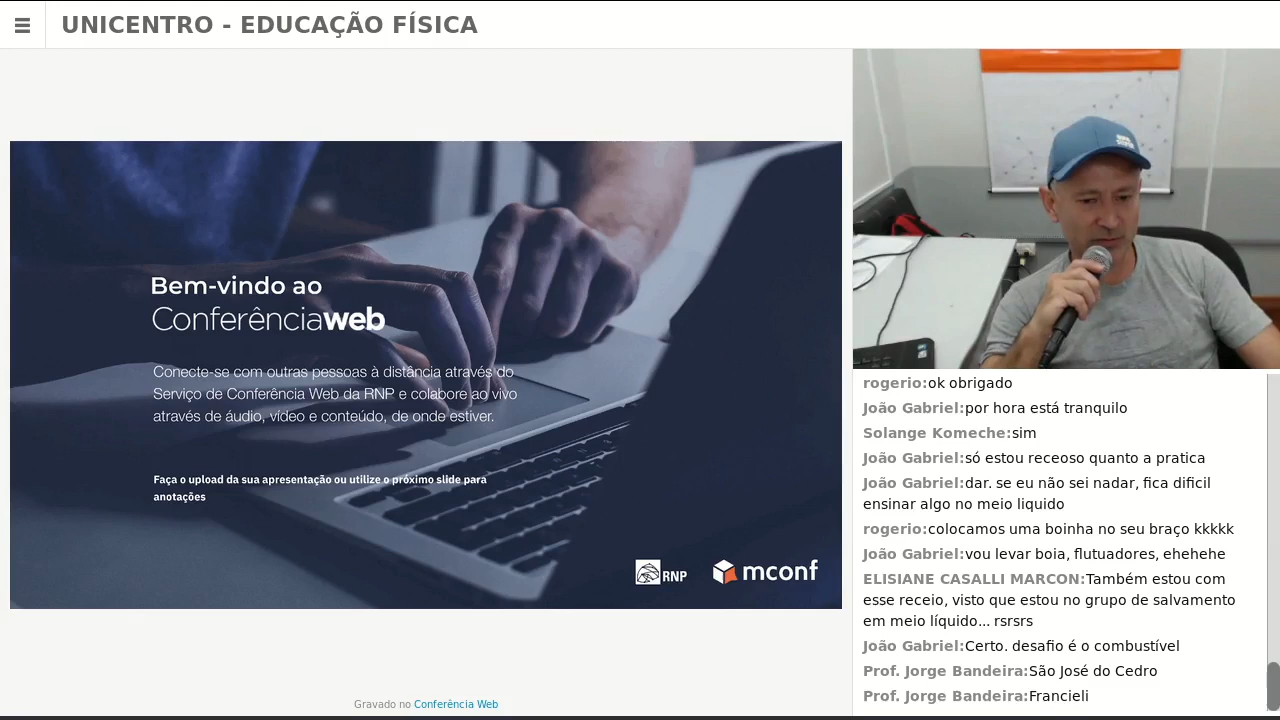 UNICENTRO - EDUCAÇÃO FÍSICA
Bem-vindo ao
Conferênciaweb
Conecte-se com outras pessoas à distância através do
Serviço de Conferência Web da RNP e colabore ao vivo
através de áudio, vídeo e conteúdo, de onde estiver.
Faça o upload da sua apresentação ou utilize o próximo slide para
anotações
RNP
mconf
Gravado no Conferência Web
rogerio:ok obrigado
João Gabriel:por hora está tranquilo
Solange Komeche:sim
João Gabriel:só estou receoso quanto a pratica
João Gabriel:dar. se eu não sei nadar, fica dificil
ensinar algo no meio liquido
rogerio:colocamos uma boinha no seu braço kkkkk
João Gabriel:vou levar boia, flutuadores, ehehehe
ELISIANE CASALLI MARCON:Também estou com
esse receio, visto que estou no grupo de salvamento
em meio líquido... rsrsrs
João Gabriel:Certo. desafio é o combustível
Prof. Jorge Bandeira:São José do Cedro
Prof. Jorge Bandeira:Francieli